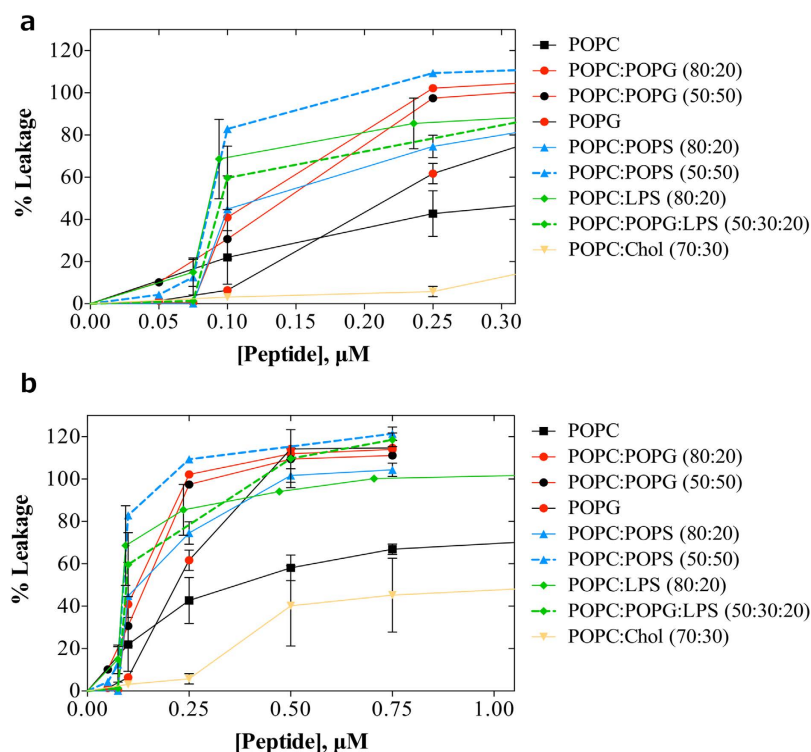 a
120
100
80
60
40
20
0
% Leakage
0.00 0.05 0.10 0.15 0.20 0.25 0.30
[Peptide], μM
POPC
POPC:POPG (80:20)
POPC:POPG (50:50)
POPG
POPC:POPS (80:20)
POPC:POPS (50:50)
POPC:LPS (80:20)
POPC:POPG:LPS (50:30:20)
POPC:Chol (70:30)
b
120
100
80
60
40
20
0
% Leakage
0.00 0.25 0.50 0.75 1.00
[Peptide], μM
POPC
POPC:POPG (80:20)
POPC:POPG (50:50)
POPG
POPC:POPS (80:20)
POPC:POPS (50:50)
POPC:LPS (80:20)
POPC:POPG:LPS (50:30:20)
POPC:Chol (70:30)